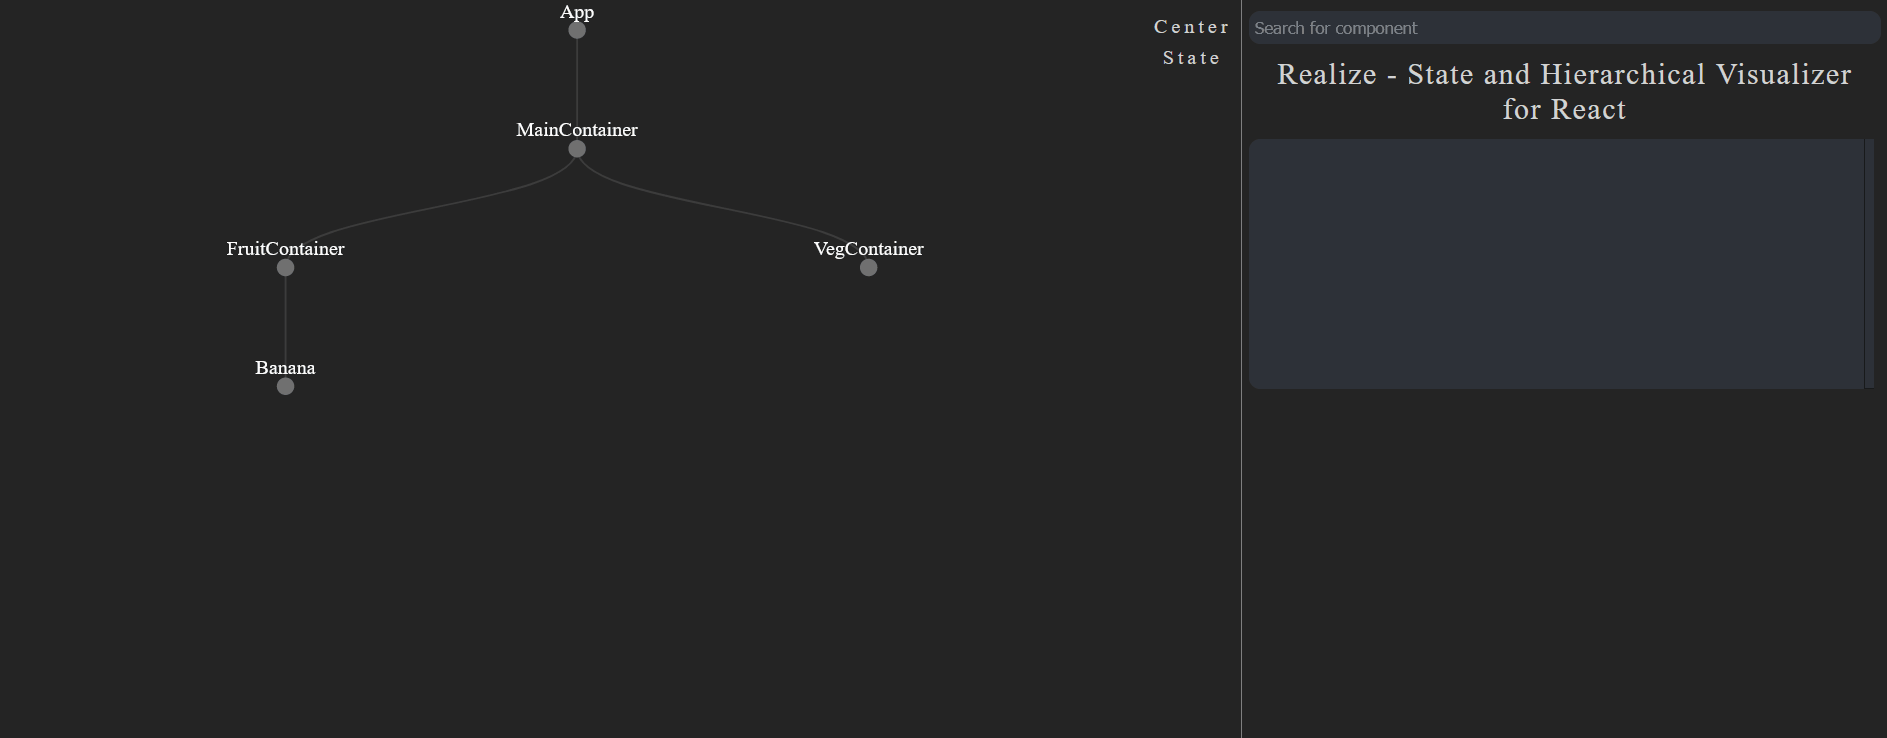 App
Center
State
MainContainer
FruitContainer
VegContainer
Banana
Search for component
Realize - State and Hierarchical Visualizer
for React